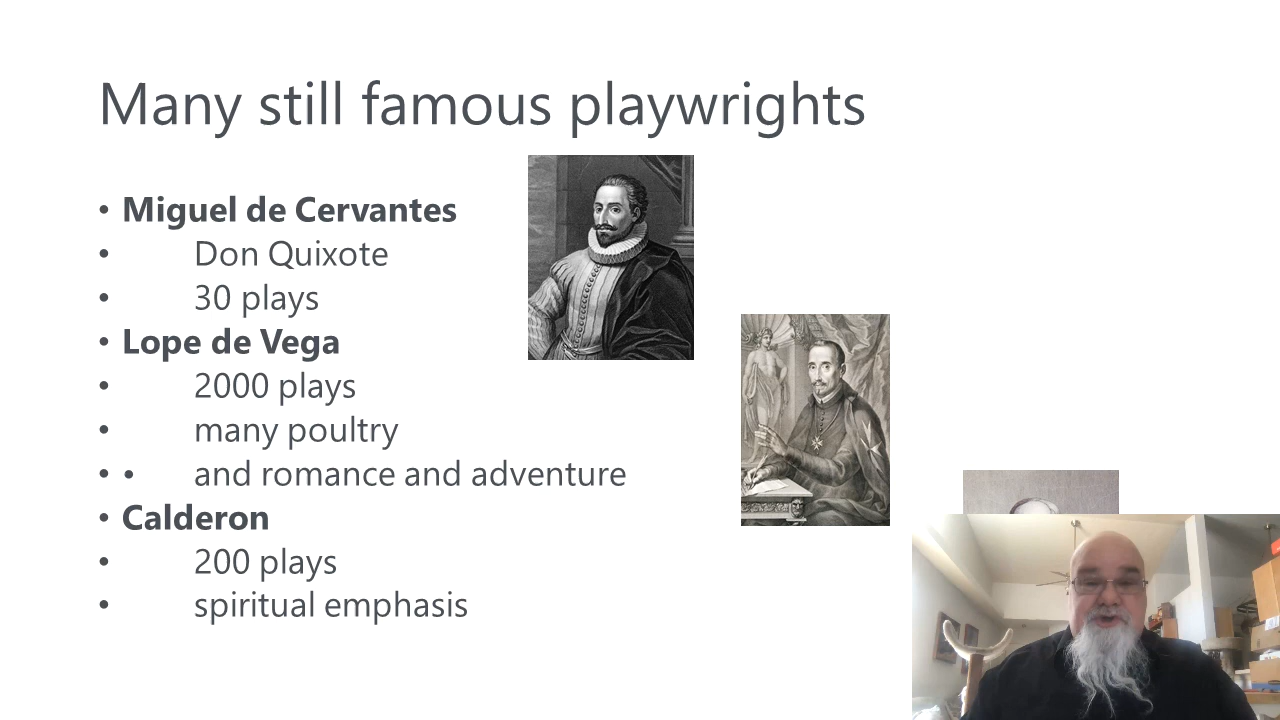 Many still famous playwrights
• Miguel de Cervantes
• Don Quixote
• 30 plays
• Lope de Vega
• 2000 plays
• many poultry
• • and romance and adventure
• Calderon
• 200 plays
• spiritual emphasis